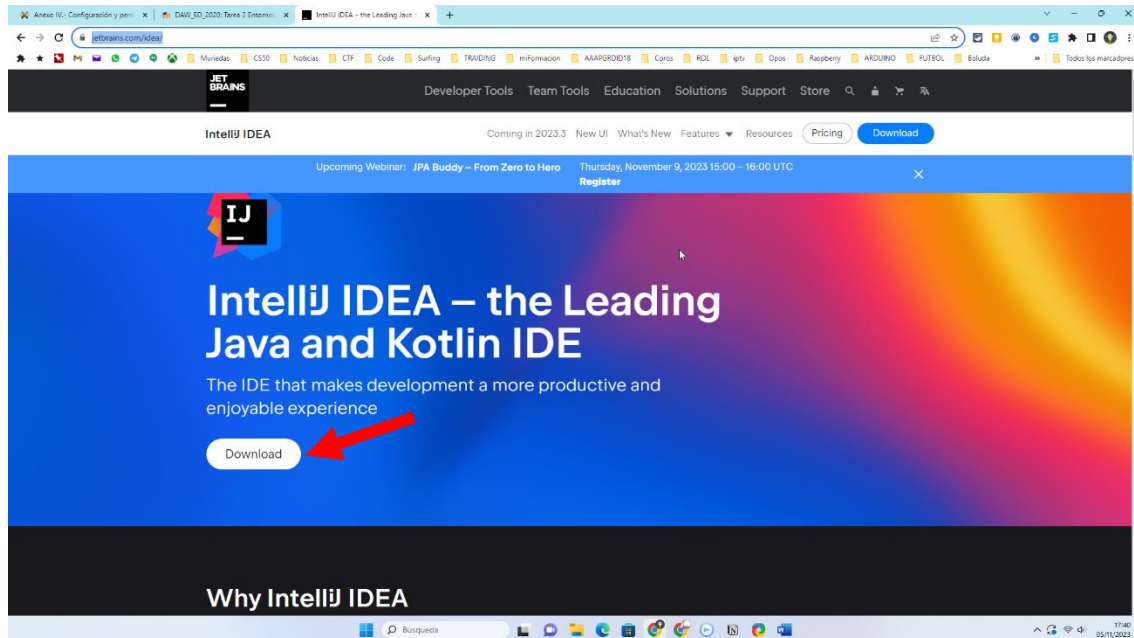 Anexo IV.- Configuración y pers
DAW_ED_2020: Tarea 2 Entornos
IntelliJ IDEA – the Leading Java
jetbrains.com/idea/
Muriedas CS50 Noticias CTF Code Surfing TRAIDING miFormacion AAAPGRDID18 Coros ROL iptv Opos Raspberry ARDUINO FUTBOL Boluda » Todos los marcadores
JET
BRAINS
Developer Tools Team Tools Education Solutions Support Store
IntelliJ IDEA
Coming in 2023.3 New UI What's New Features Resources Pricing Download
Upcoming Webinar: JPA Buddy – From Zero to Hero Thursday, November 9, 2023 15:00 – 16:00 UTC
Register
IJ
IntelliJ IDEA – the Leading
Java and Kotlin IDE
The IDE that makes development a more productive and
enjoyable experience
Download
Why IntelliJ IDEA
Búsqueda
17:40
05/11/2023